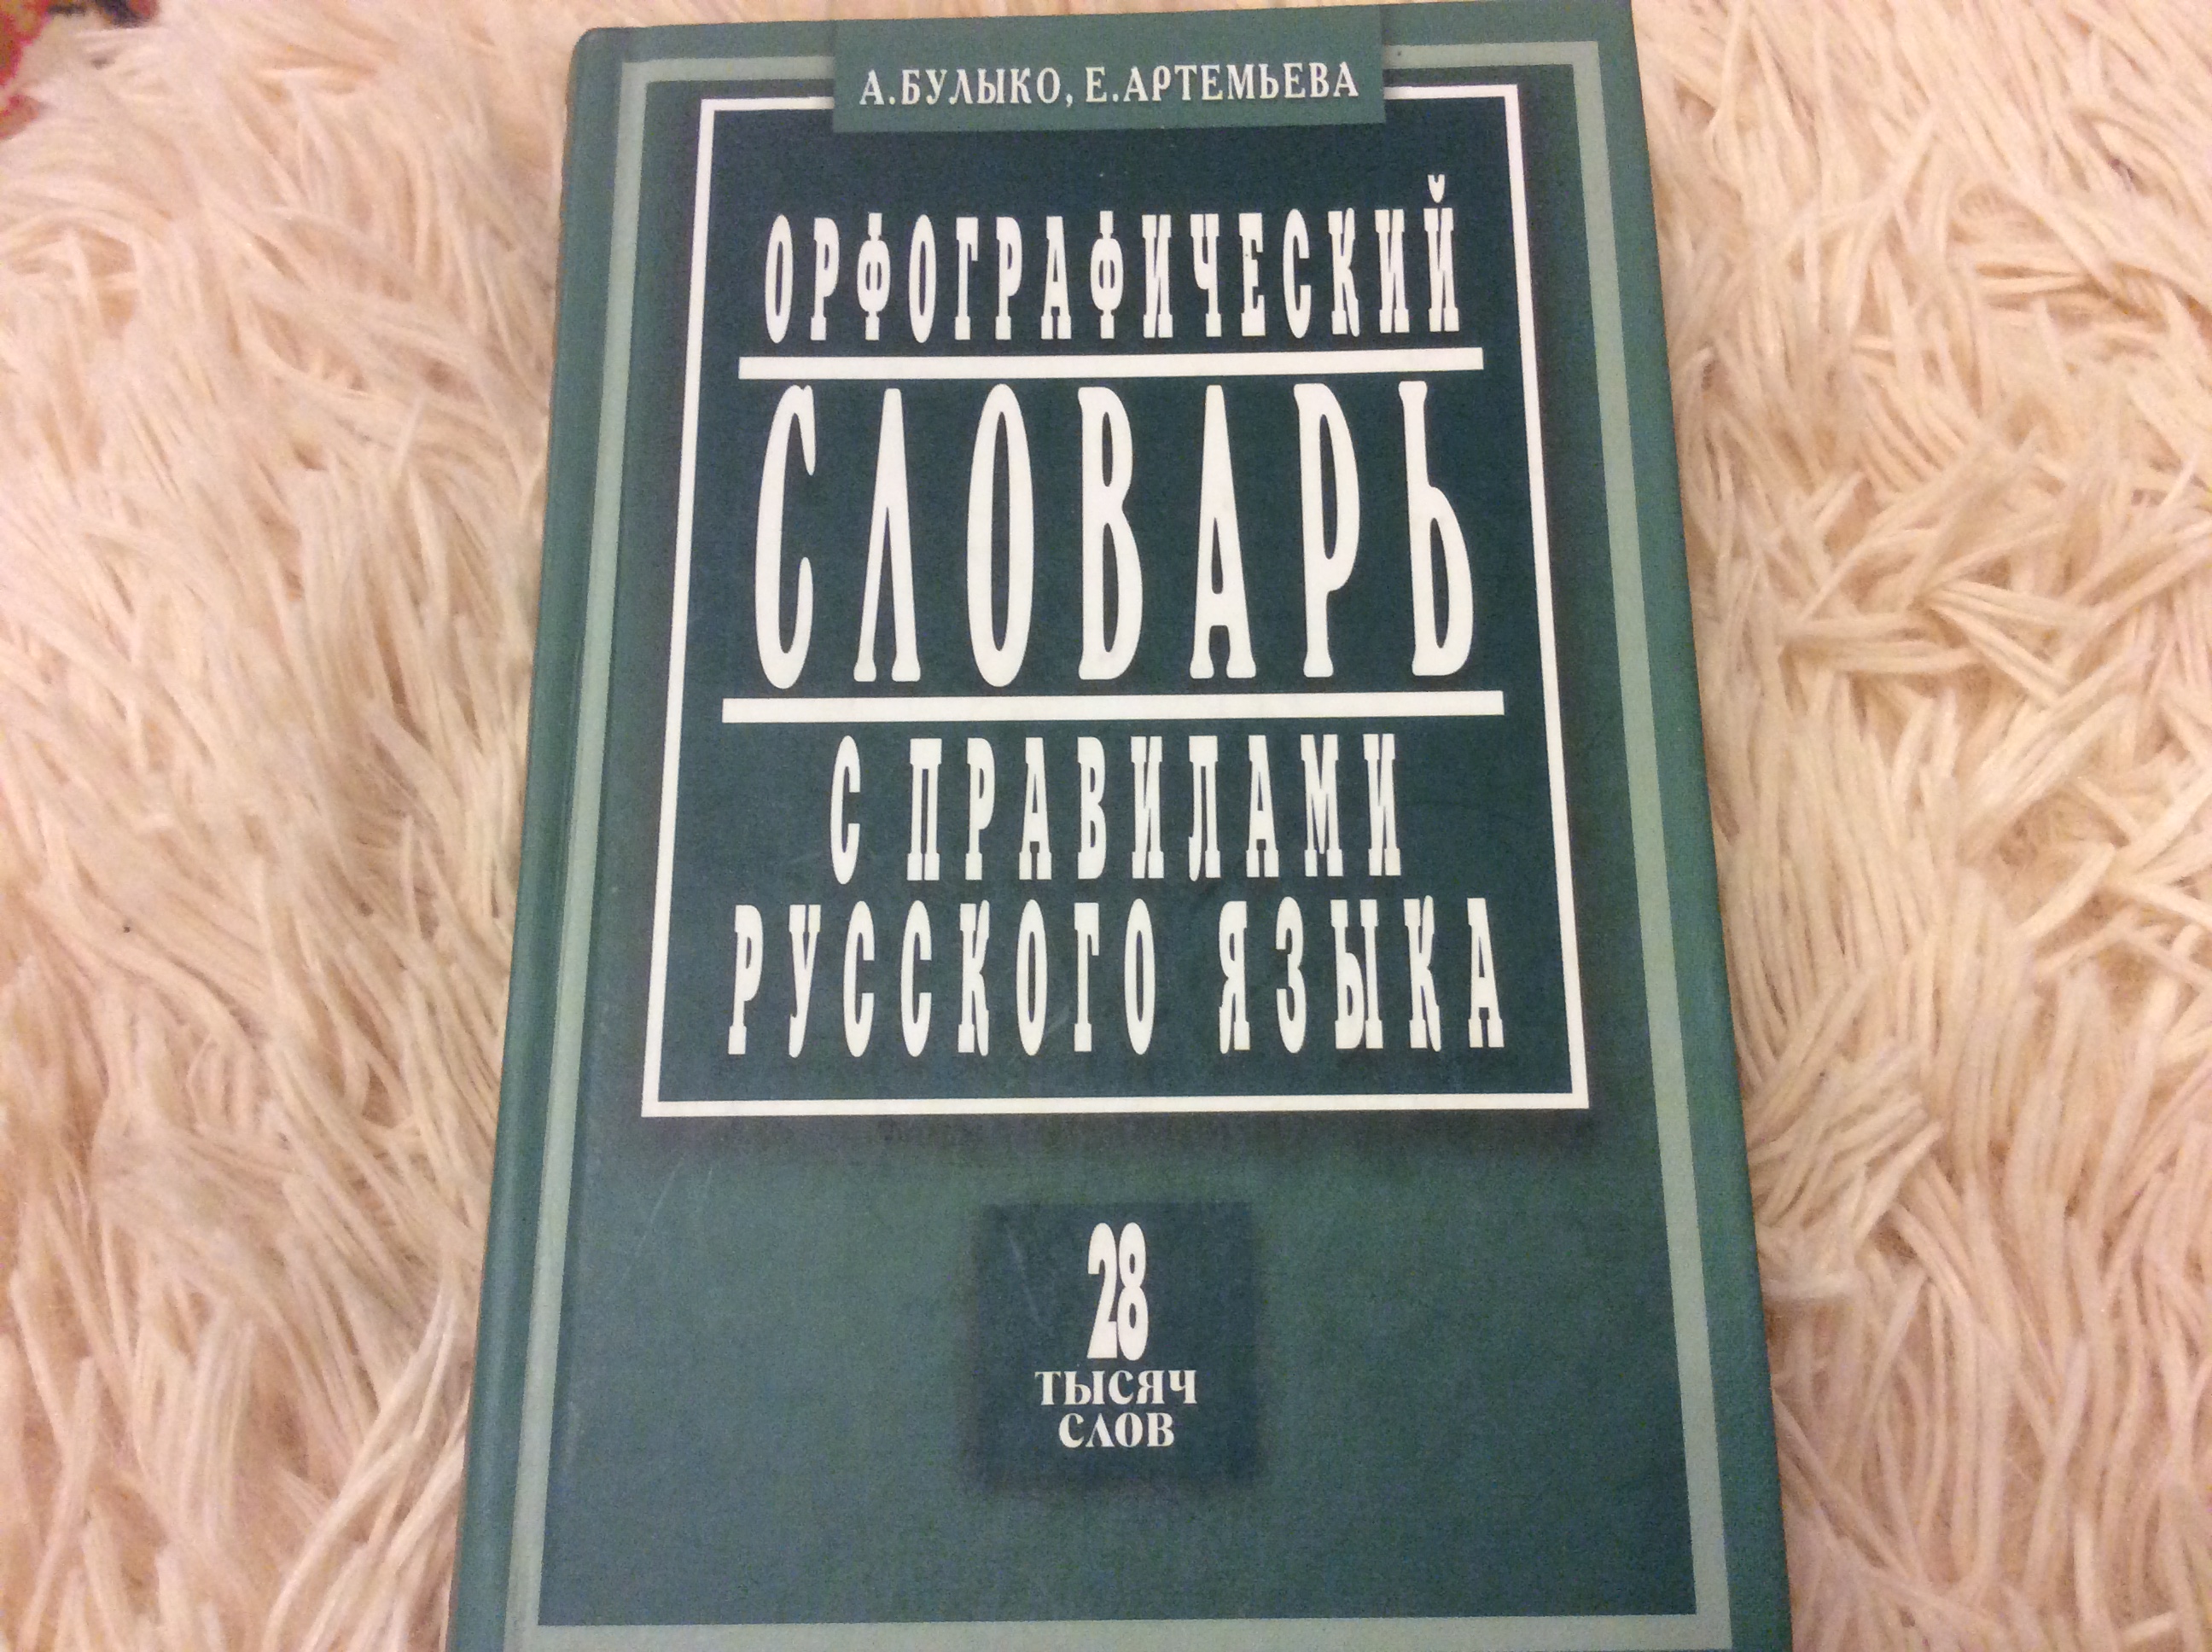 А.БУЛЫКО, Е.АРТЕМЬЕВА
ОРФОГРАФИЧЕСКИЙ
СЛОВАРЬ
С ПРАВИЛАМИ
РУССКОГО ЯЗЫКА
28
ТЫСЯЧ
СЛОВ